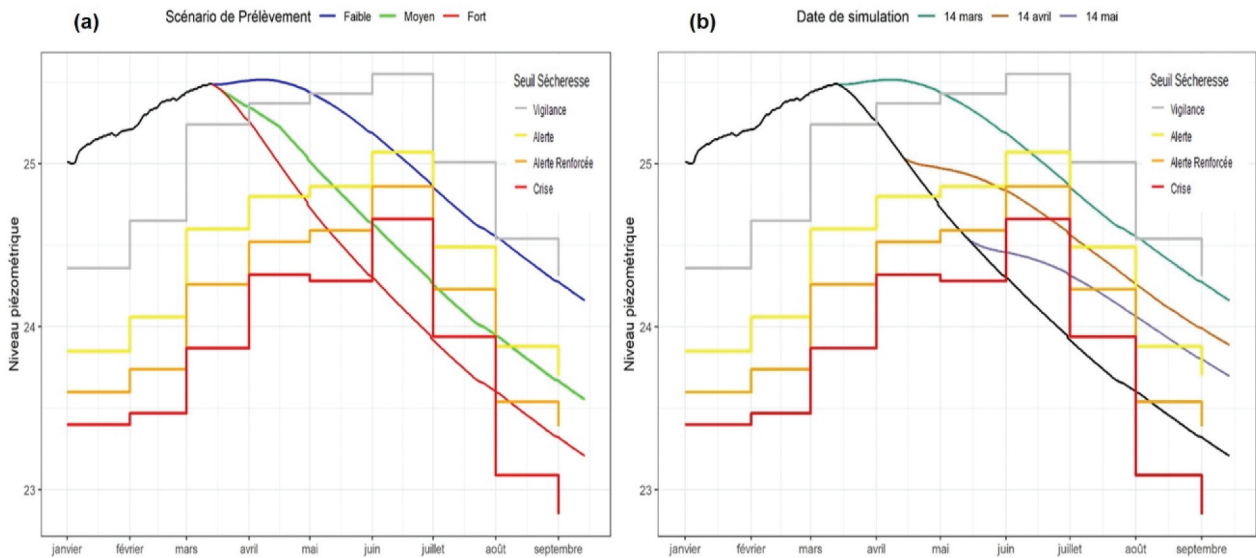 (a)
Scénario de Prélèvement Faible Moyen Fort
Seuil Sécheresse
Vigilance
Alerte
Alerte Renforcée
Crise
Niveau piézométrique
25
24
23
janvier février mars avril mai juin juillet août septembre
(b)
Date de simulation 14 mars 14 avril 14 mai
Seuil Sécheresse
Vigilance
Alerte
Alerte Renforcée
Crise
Niveau piézométrique
25
24
23
janvier février mars avril mai juin juillet août septembre